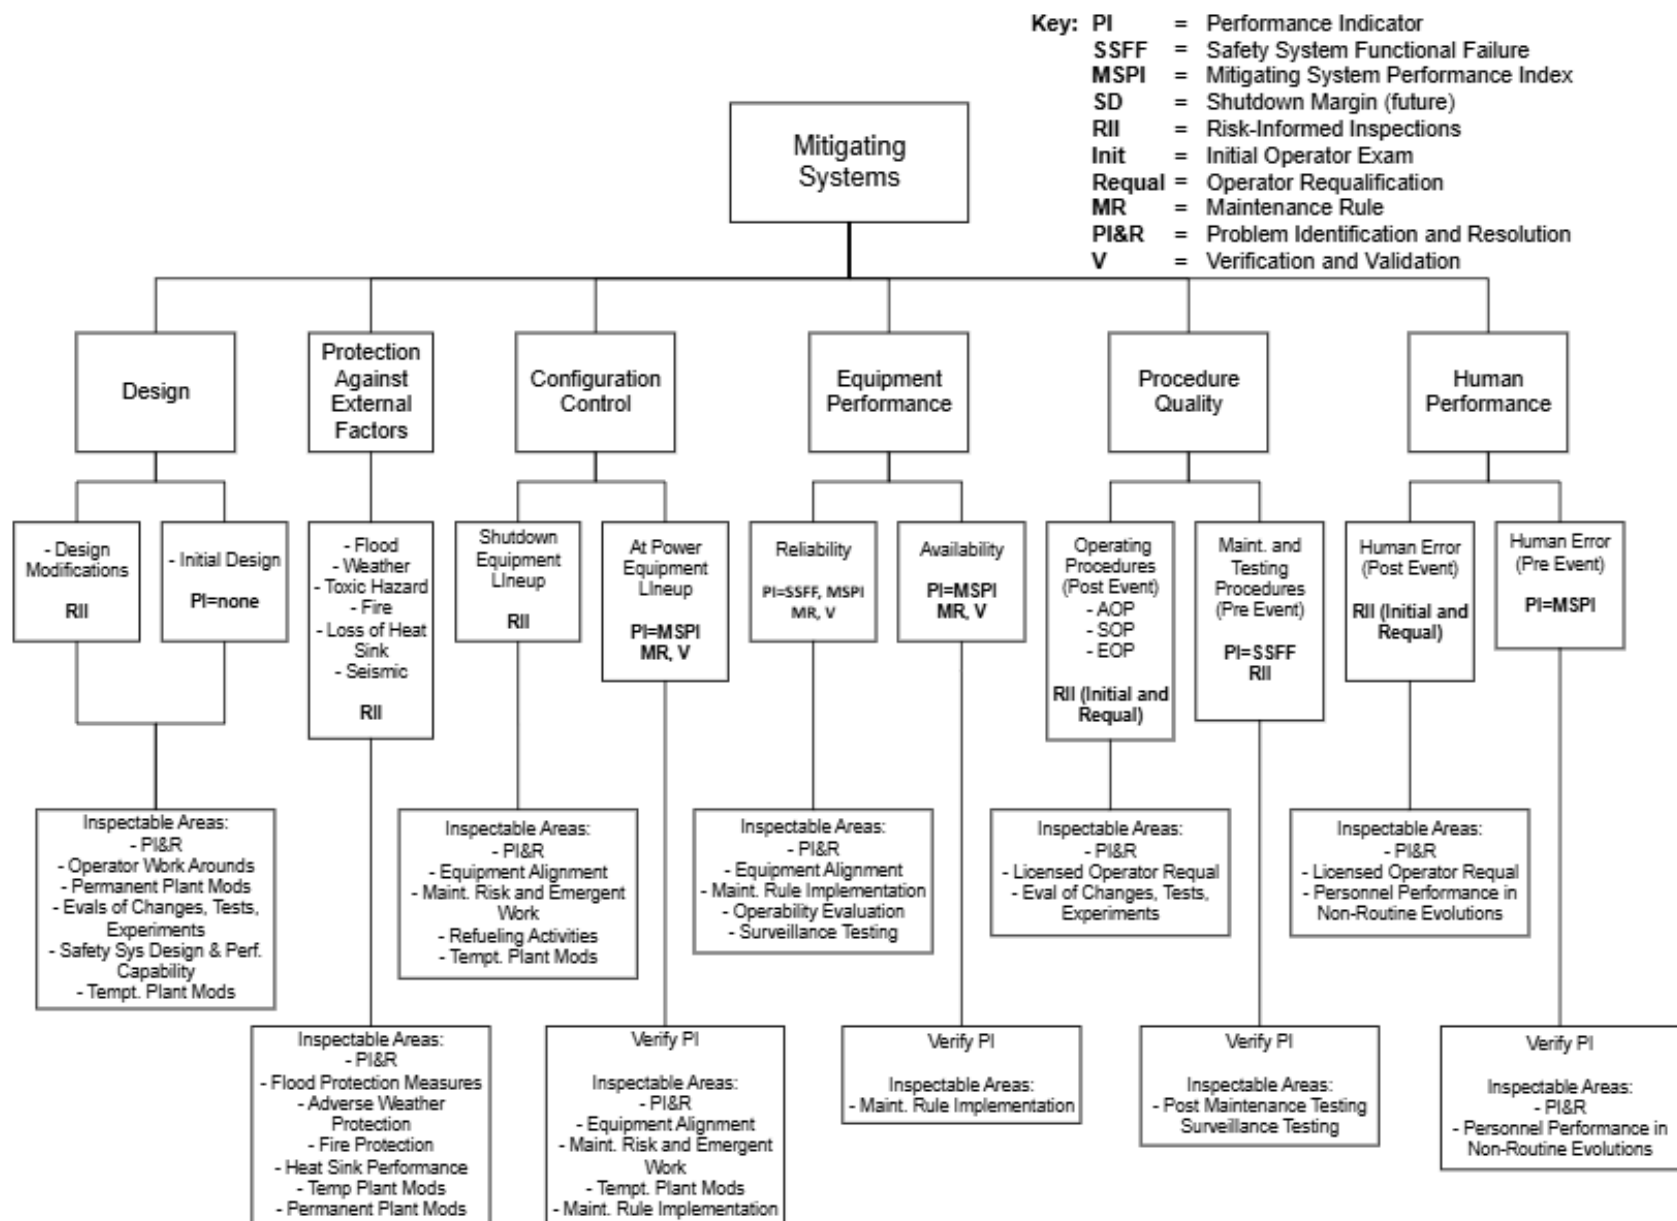 Key: PI = Performance Indicator
SSFF = Safety System Functional Failure
MSPI = Mitigating System Performance Index
SD = Shutdown Margin (future)
RII = Risk-Informed Inspections
Init = Initial Operator Exam
Requal = Operator Requalification
MR = Maintenance Rule
PI&R = Problem Identification and Resolution
V = Verification and Validation
Mitigating
Systems
Design
Protection
Against
External
Factors
Configuration
Control
Equipment
Performance
Procedure
Quality
Human
Performance
- Design
Modifications
RII
- Initial Design
PI=none
- Flood
- Weather
- Toxic Hazard
- Fire
- Loss of Heat
Sink
- Seismic
RII
Shutdown
Equipment
LIneup
RII
At Power
Equipment
LIneup
PI=MSPI
MR, V
Reliability
PI=SSFF, MSPI
MR, V
Availability
PI=MSPI
MR, V
Operating
Procedures
(Post Event)
- AOP
- SOP
- EOP
RII (Initial and
Requal)
Maint. and
Testing
Procedures
(Pre Event)
PI=SSFF
RII
Human Error
(Post Event)
RII (Initial and
Requal)
Human Error
(Pre Event)
PI=MSPI
Inspectable Areas:
- PI&R
- Operator Work Arounds
- Permanent Plant Mods
- Evals of Changes, Tests,
Experiments
- Safety Sys Design & Perf.
Capability
- Tempt. Plant Mods
Inspectable Areas:
- PI&R
- Equipment Alignment
- Maint. Risk and Emergent
Work
- Refueling Activities
- Tempt. Plant Mods
Inspectable Areas:
- PI&R
- Equipment Alignment
- Maint. Rule Implementation
- Operability Evaluation
- Surveillance Testing
Inspectable Areas:
- PI&R
- Licensed Operator Requal
- Eval of Changes, Tests,
Experiments
Inspectable Areas:
- PI&R
- Licensed Operator Requal
- Personnel Performance in
Non-Routine Evolutions
Inspectable Areas:
- PI&R
- Flood Protection Measures
- Adverse Weather
Protection
- Fire Protection
- Heat Sink Performance
- Temp Plant Mods
- Permanent Plant Mods
Verify PI
Inspectable Areas:
- PI&R
- Equipment Alignment
- Maint. Risk and Emergent
Work
- Tempt. Plant Mods
- Maint. Rule Implementation
Verify PI
Inspectable Areas:
- Maint. Rule Implementation
Verify PI
Inspectable Areas:
- Post Maintenance Testing
Surveillance Testing
Verify PI
Inspectable Areas:
- PI&R
- Personnel Performance in
Non-Routine Evolutions